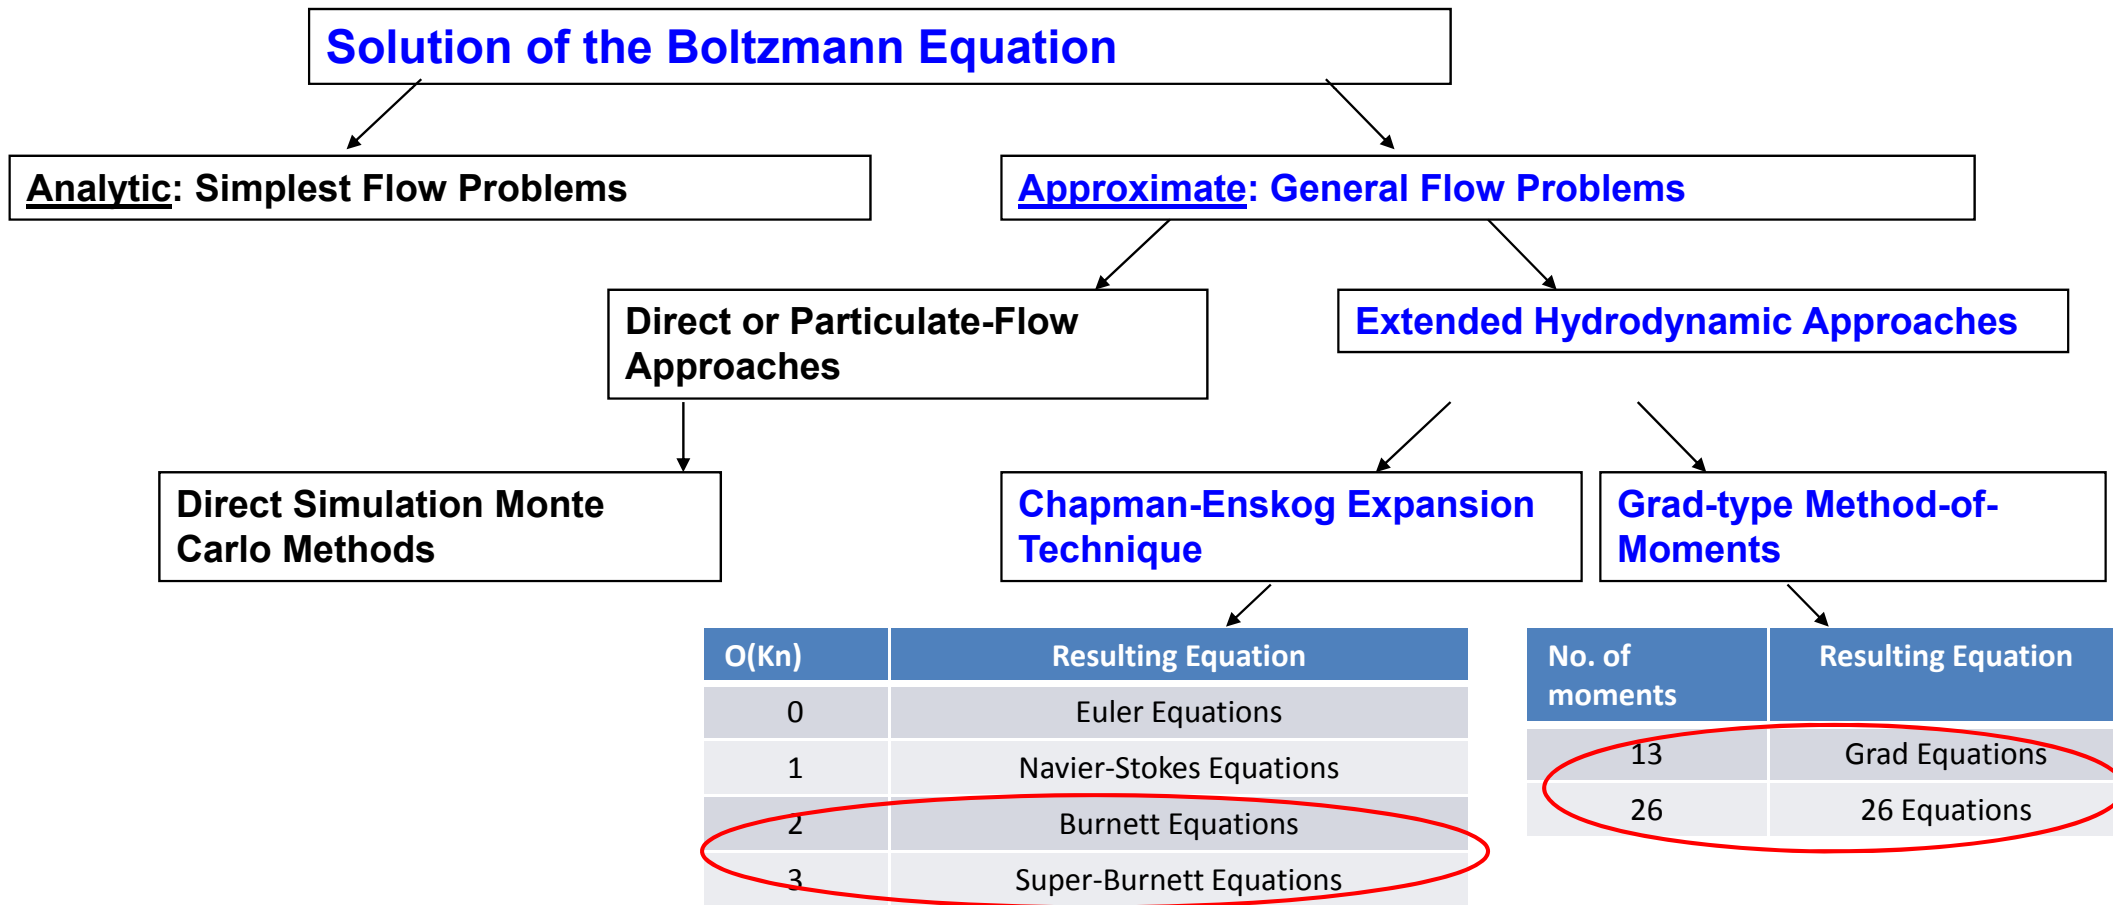 Solution of the Boltzmann Equation
Analytic: Simplest Flow Problems
Approximate: General Flow Problems
Direct or Particulate-Flow
Approaches
Extended Hydrodynamic Approaches
Direct Simulation Monte
Carlo Methods
Chapman-Enskog Expansion
Technique
Grad-type Method-of-
Moments
O(Kn) Resulting Equation
0 Euler Equations
1 Navier-Stokes Equations
2 Burnett Equations
3 Super-Burnett Equations
No. of
moments
Resulting Equation
13 Grad Equations
26 26 Equations